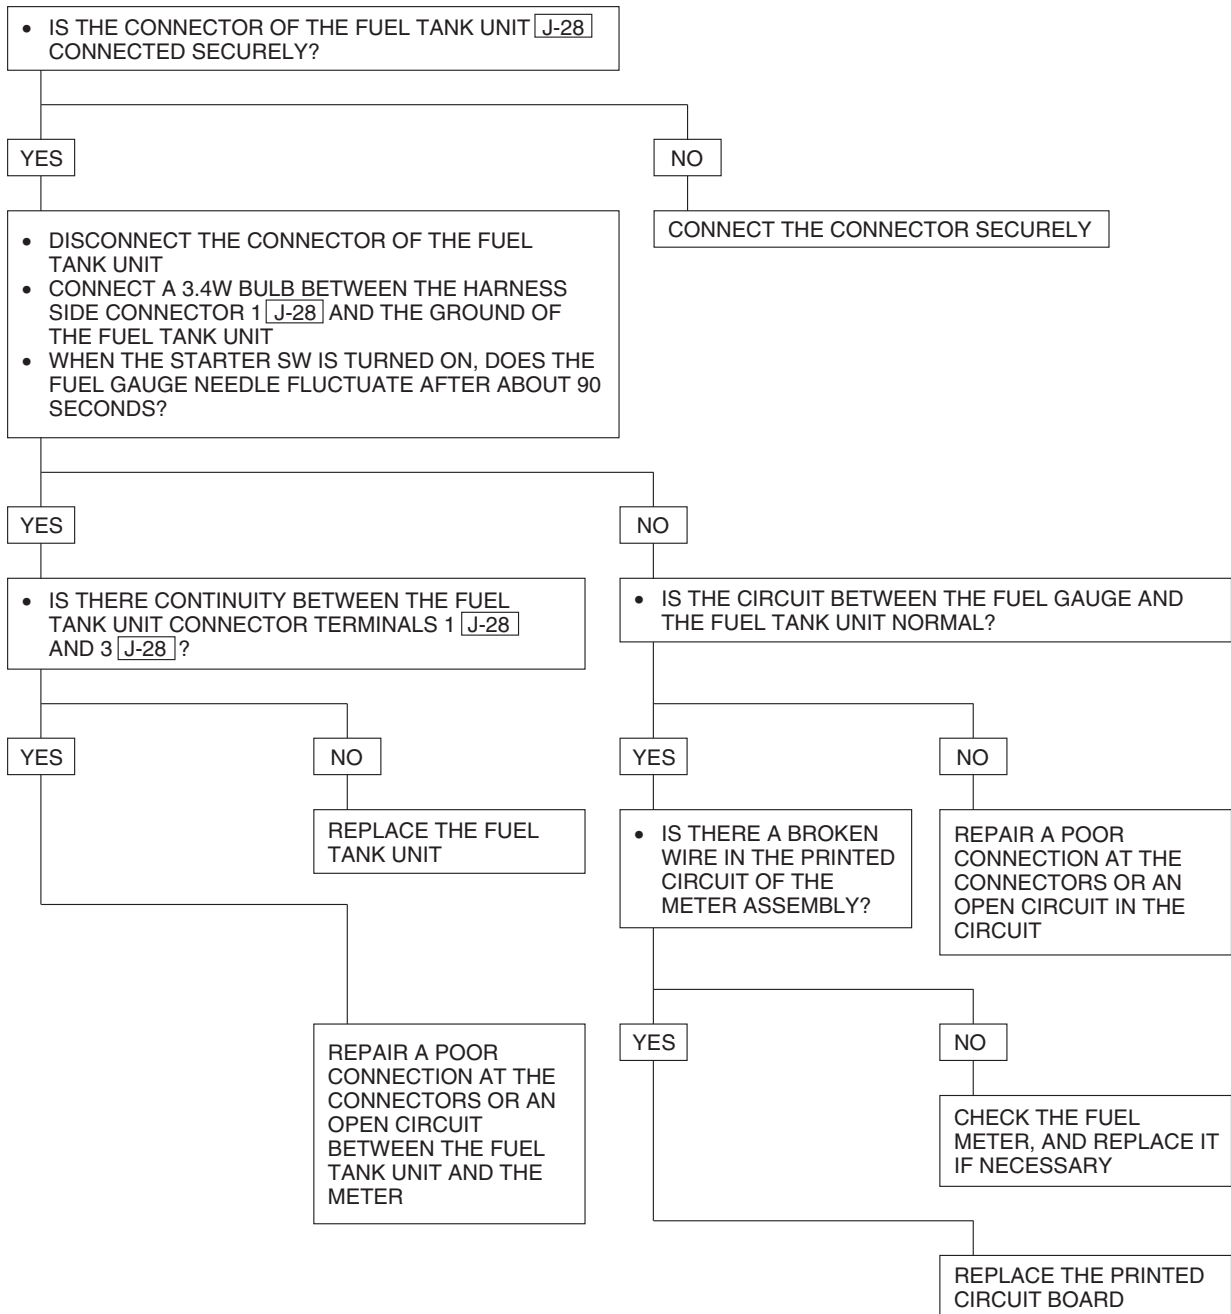 • IS THE CONNECTOR OF THE FUEL TANK UNIT J-28
CONNECTED SECURELY?
YES
NO
• DISCONNECT THE CONNECTOR OF THE FUEL
TANK UNIT
• CONNECT A 3.4W BULB BETWEEN THE HARNESS
SIDE CONNECTOR 1 J-28 AND THE GROUND OF
THE FUEL TANK UNIT
• WHEN THE STARTER SW IS TURNED ON, DOES THE
FUEL GAUGE NEEDLE FLUCTUATE AFTER ABOUT 90
SECONDS?
CONNECT THE CONNECTOR SECURELY
YES
NO
• IS THERE CONTINUITY BETWEEN THE FUEL
TANK UNIT CONNECTOR TERMINALS 1 J-28
AND 3 J-28 ?
• IS THE CIRCUIT BETWEEN THE FUEL GAUGE AND
THE FUEL TANK UNIT NORMAL?
YES
NO
YES
NO
REPLACE THE FUEL
TANK UNIT
• IS THERE A BROKEN
WIRE IN THE PRINTED
CIRCUIT OF THE
METER ASSEMBLY?
REPAIR A POOR
CONNECTION AT THE
CONNECTORS OR AN
OPEN CIRCUIT IN THE
CIRCUIT
REPAIR A POOR
CONNECTION AT THE
CONNECTORS OR AN
OPEN CIRCUIT
BETWEEN THE FUEL
TANK UNIT AND THE
METER
YES
NO
CHECK THE FUEL
METER, AND REPLACE IT
IF NECESSARY
REPLACE THE PRINTED
CIRCUIT BOARD